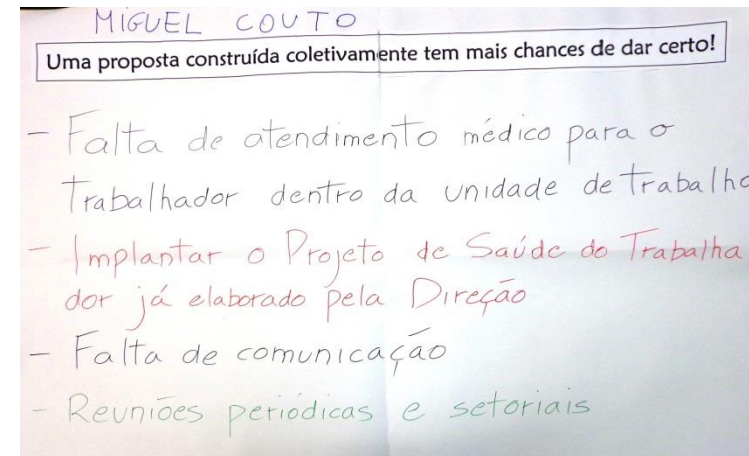 MIGUEL COUTO
Uma proposta construída coletivamente tem mais chances de dar certo!
- Falta de atendimento médico para o
Trabalhador dentro da unidade de trabalho
- Implantar o Projeto de Saúde do Trabalha
dor já elaborado pela Direção
- Falta de comunicação
- Reuniões periódicas e setoriais